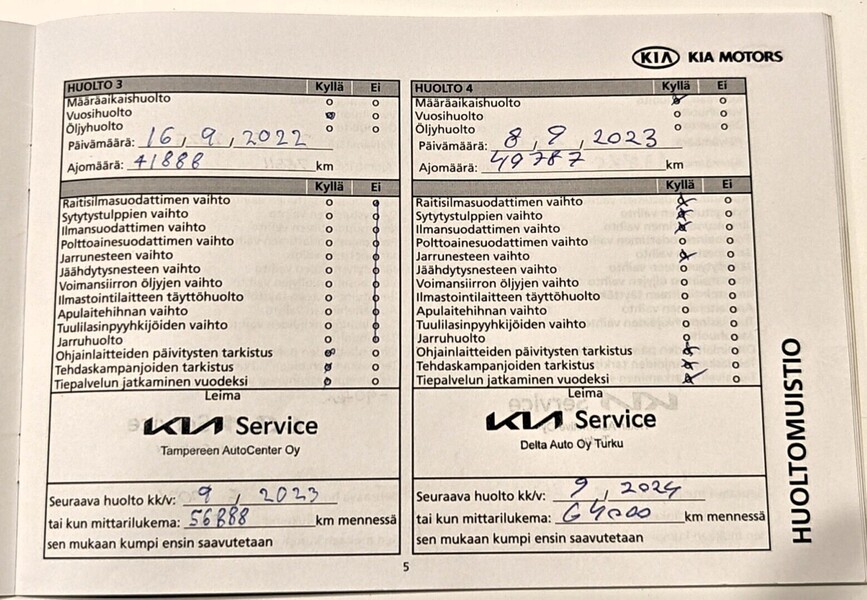 KIA KIA MOTORS
HUOLTO 3 Kyllä Ei
Määräaikaishuolto
Vuosihuolto
Öljyhuolto
Päivämäärä: 16, 9, 2022
Ajomäärä: 41888 km
Kyllä Ei
Raitisilmasuodattimen vaihto
Sytytystulppien vaihto
Ilmansuodattimen vaihto
Polttoainesuodattimen vaihto
Jarrunesteen vaihto
Jäähdytysnesteen vaihto
Voimansiirron öljyjen vaihto
Ilmastointilaitteen täyttöhuolto
Apulaitehihnan vaihto
Tuulilasinpyyhkijöiden vaihto
Jarruhuolto
Ohjainlaitteiden päivitysten tarkistus
Tehdaskampanjoiden tarkistus
Tiepalvelun jatkaminen vuodeksi
Leima
KIA Service
Tampereen AutoCenter Oy
Seuraava huolto kk/v: 9, 2023
tai kun mittarilukema: 56888 km mennessä
sen mukaan kumpi ensin saavutetaan
HUOLTO 4 Kyllä Ei
Määräaikaishuolto
Vuosihuolto
Öljyhuolto
Päivämäärä: 8, 9, 2023
Ajomäärä: 49787 km
Kyllä Ei
Raitisilmasuodattimen vaihto
Sytytystulppien vaihto
Ilmansuodattimen vaihto
Polttoainesuodattimen vaihto
Jarrunesteen vaihto
Jäähdytysnesteen vaihto
Voimansiirron öljyjen vaihto
Ilmastointilaitteen täyttöhuolto
Apulaitehihnan vaihto
Tuulilasinpyyhkijöiden vaihto
Jarruhuolto
Ohjainlaitteiden päivitysten tarkistus
Tehdaskampanjoiden tarkistus
Tiepalvelun jatkaminen vuodeksi
Leima
KIA Service
Delta Auto Oy Turku
Seuraava huolto kk/v: 9, 2024
tai kun mittarilukema: 64000 km mennessä
sen mukaan kumpi ensin saavutetaan
HUOLTOMUISTIO
5